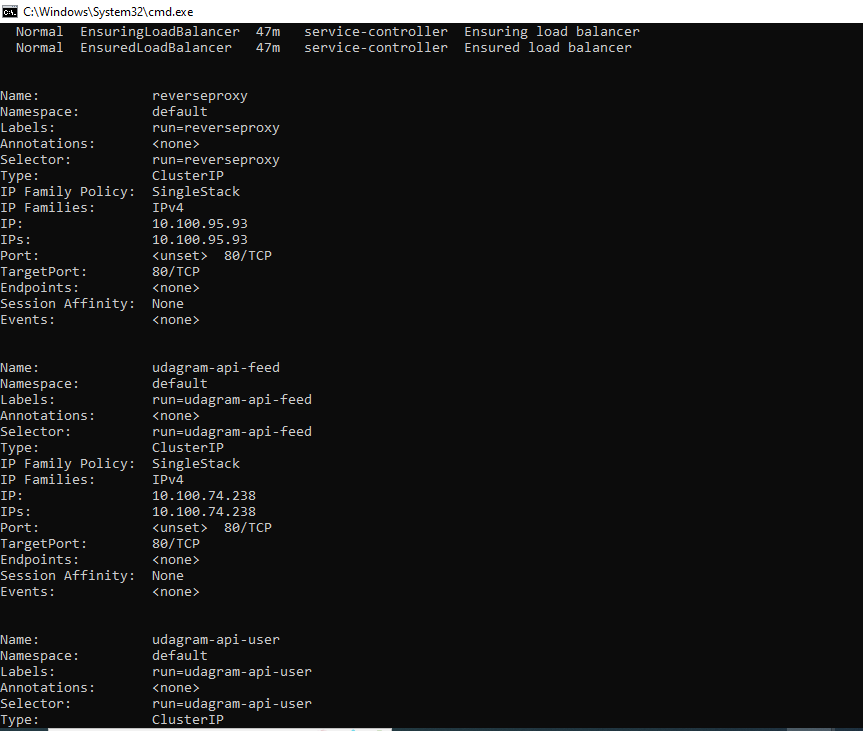 C:\Windows\System32\cmd.exe
Normal EnsuringLoadBalancer 47m service-controller Ensuring load balancer
Normal EnsuredLoadBalancer 47m service-controller Ensured load balancer
Name: reverseproxy
Namespace: default
Labels: run=reverseproxy
Annotations: <none>
Selector: run=reverseproxy
Type: ClusterIP
IP Family Policy: SingleStack
IP Families: IPv4
IP: 10.100.95.93
IPs: 10.100.95.93
Port: <unset> 80/TCP
TargetPort: 80/TCP
Endpoints: <none>
Session Affinity: None
Events: <none>
Name: udagram-api-feed
Namespace: default
Labels: run=udagram-api-feed
Annotations: <none>
Selector: run=udagram-api-feed
Type: ClusterIP
IP Family Policy: SingleStack
IP Families: IPv4
IP: 10.100.74.238
IPs: 10.100.74.238
Port: <unset> 80/TCP
TargetPort: 80/TCP
Endpoints: <none>
Session Affinity: None
Events: <none>
Name: udagram-api-user
Namespace: default
Labels: run=udagram-api-user
Annotations: <none>
Selector: run=udagram-api-user
Type: ClusterIP